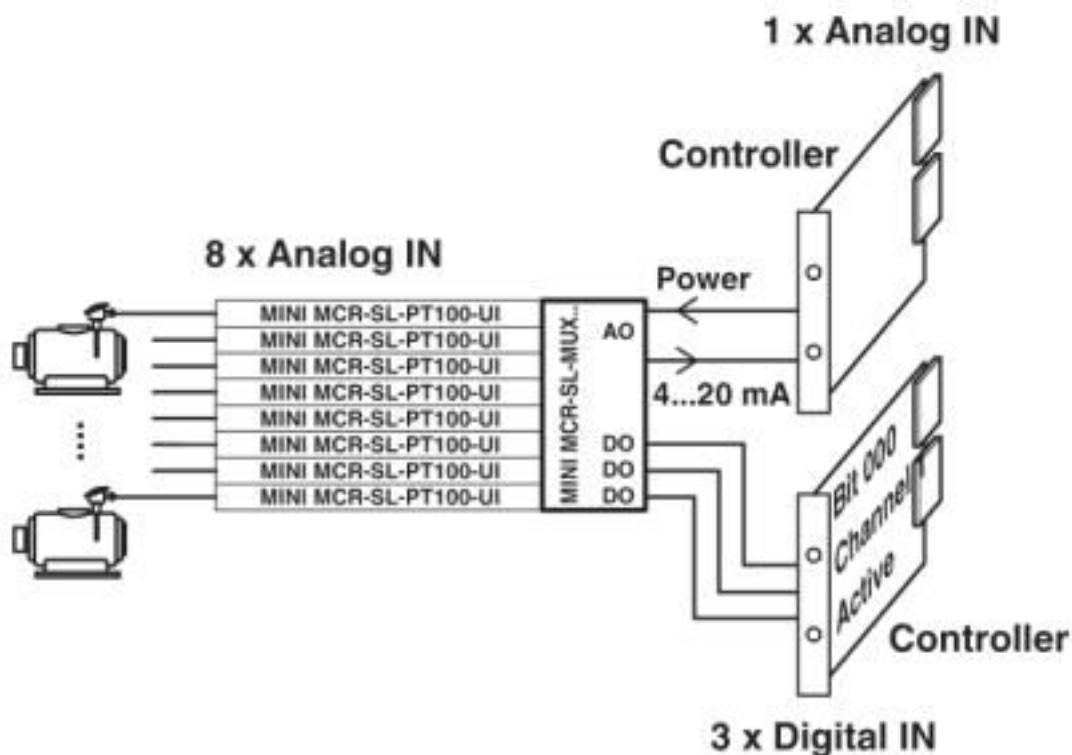 1 x Analog IN
Controller
8 x Analog IN
Power
MINI MCR-SL-PT100-UI
MINI MCR-SL-PT100-UI
MINI MCR-SL-PT100-UI
MINI MCR-SL-PT100-UI
MINI MCR-SL-PT100-UI
MINI MCR-SL-PT100-UI
MINI MCR-SL-PT100-UI
MINI MCR-SL-PT100-UI
MINI MCR-SL-MUX...
AO
4...20 mA
DO
DO
DO
Bit 000
Channel 1
Active
Controller
3 x Digital IN